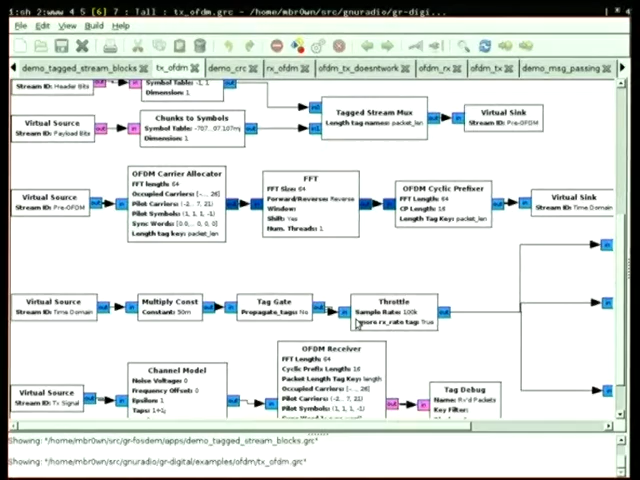 1:sh 2:www 4 5 [6] 7 : Tall : tx_ofdm.grc - /home/mbr0wn/src/gnuradio/gr-digi...
File Edit View Build Help
demo_tagged_stream_blocks tx_ofdm demo_crc rx_ofdm ofdm_tx_doesntwork ofdm_rx ofdm_tx demo_msg_passing
Stream ID: Header Bits
Symbol Table: -1, 1
Dimension: 1
Virtual Source
Stream ID: Payload Bits
Chunks to Symbols
Symbol Table: -707...07.107m
Dimension: 1
Tagged Stream Mux
Length tag names: packet_len
Virtual Sink
Stream ID: Pre-OFDM
Virtual Source
Stream ID: Pre-OFDM
OFDM Carrier Allocator
FFT length: 64
Occupied Carriers: (-... 26)
Pilot Carriers: (-2... 7, 21)
Pilot Symbols: (1, 1, 1, -1)
Sync Words: [0.0,... 0, 0, 0]
Length tag key: packet_len
FFT
FFT Size: 64
Forward/Reverse: Reverse
Window:
Shift: Yes
Num. Threads: 1
OFDM Cyclic Prefixer
FFT Length: 64
CP Length: 16
Length Tag Key: packet_len
Virtual Sink
Stream ID: Time Domain
Virtual Source
Stream ID: Time Domain
Multiply Const
Constant: 50m
Tag Gate
Propagate_tags: No
Throttle
Sample Rate: 100k
Ignore rx_rate tag: True
Virtual Source
Stream ID: Tx Signal
Channel Model
Noise Voltage: 0
Frequency Offset: 0
Epsilon: 1
Taps: 1+1j
OFDM Receiver
FFT Length: 64
Cyclic Prefix Length: 16
Packet Length Tag Key: length
Occupied Carriers: (-... 26)
Pilot Carriers: (-2... 7, 21)
Pilot Symbols: (1, 1, 1, -1)
Tag Debug
Name: Rx'd Packets
Key Filter:
Showing: "/home/mbr0wn/src/gr-fosdem/apps/demo_tagged_stream_blocks.grc"
Showing: "/home/mbr0wn/src/gnuradio/gr-digital/examples/ofdm/tx_ofdm.grc"